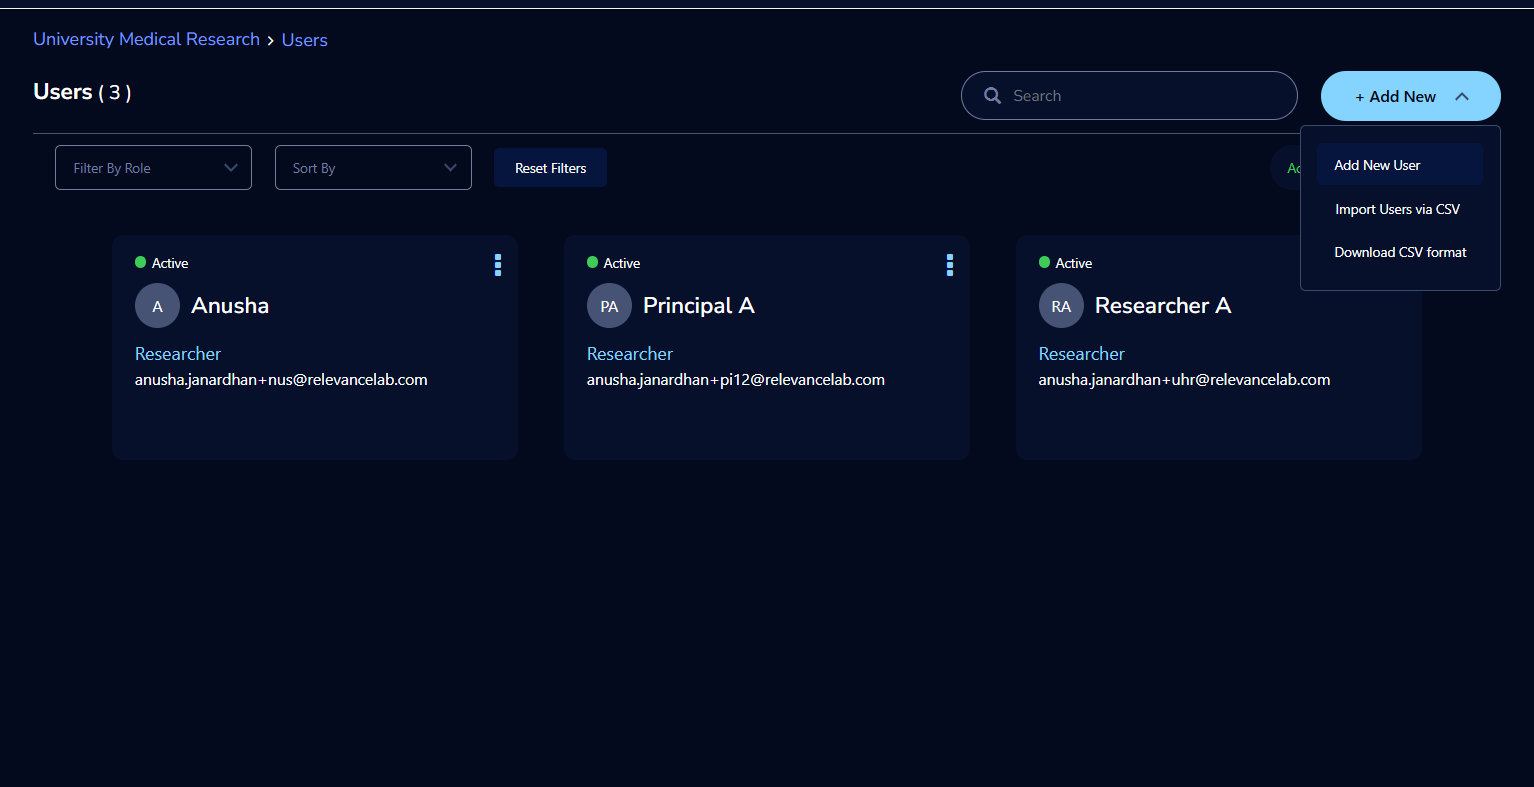 University Medical Research > Users
Users ( 3 )
Search
+ Add New
Filter By Role
Sort By
Reset Filters
Add New User
Import Users via CSV
Download CSV format
Active
A
Anusha
Researcher
anusha.janardhan+nus@relevancelab.com
Active
PA
Principal A
Researcher
anusha.janardhan+pi12@relevancelab.com
Active
RA
Researcher A
Researcher
anusha.janardhan+uhr@relevancelab.com